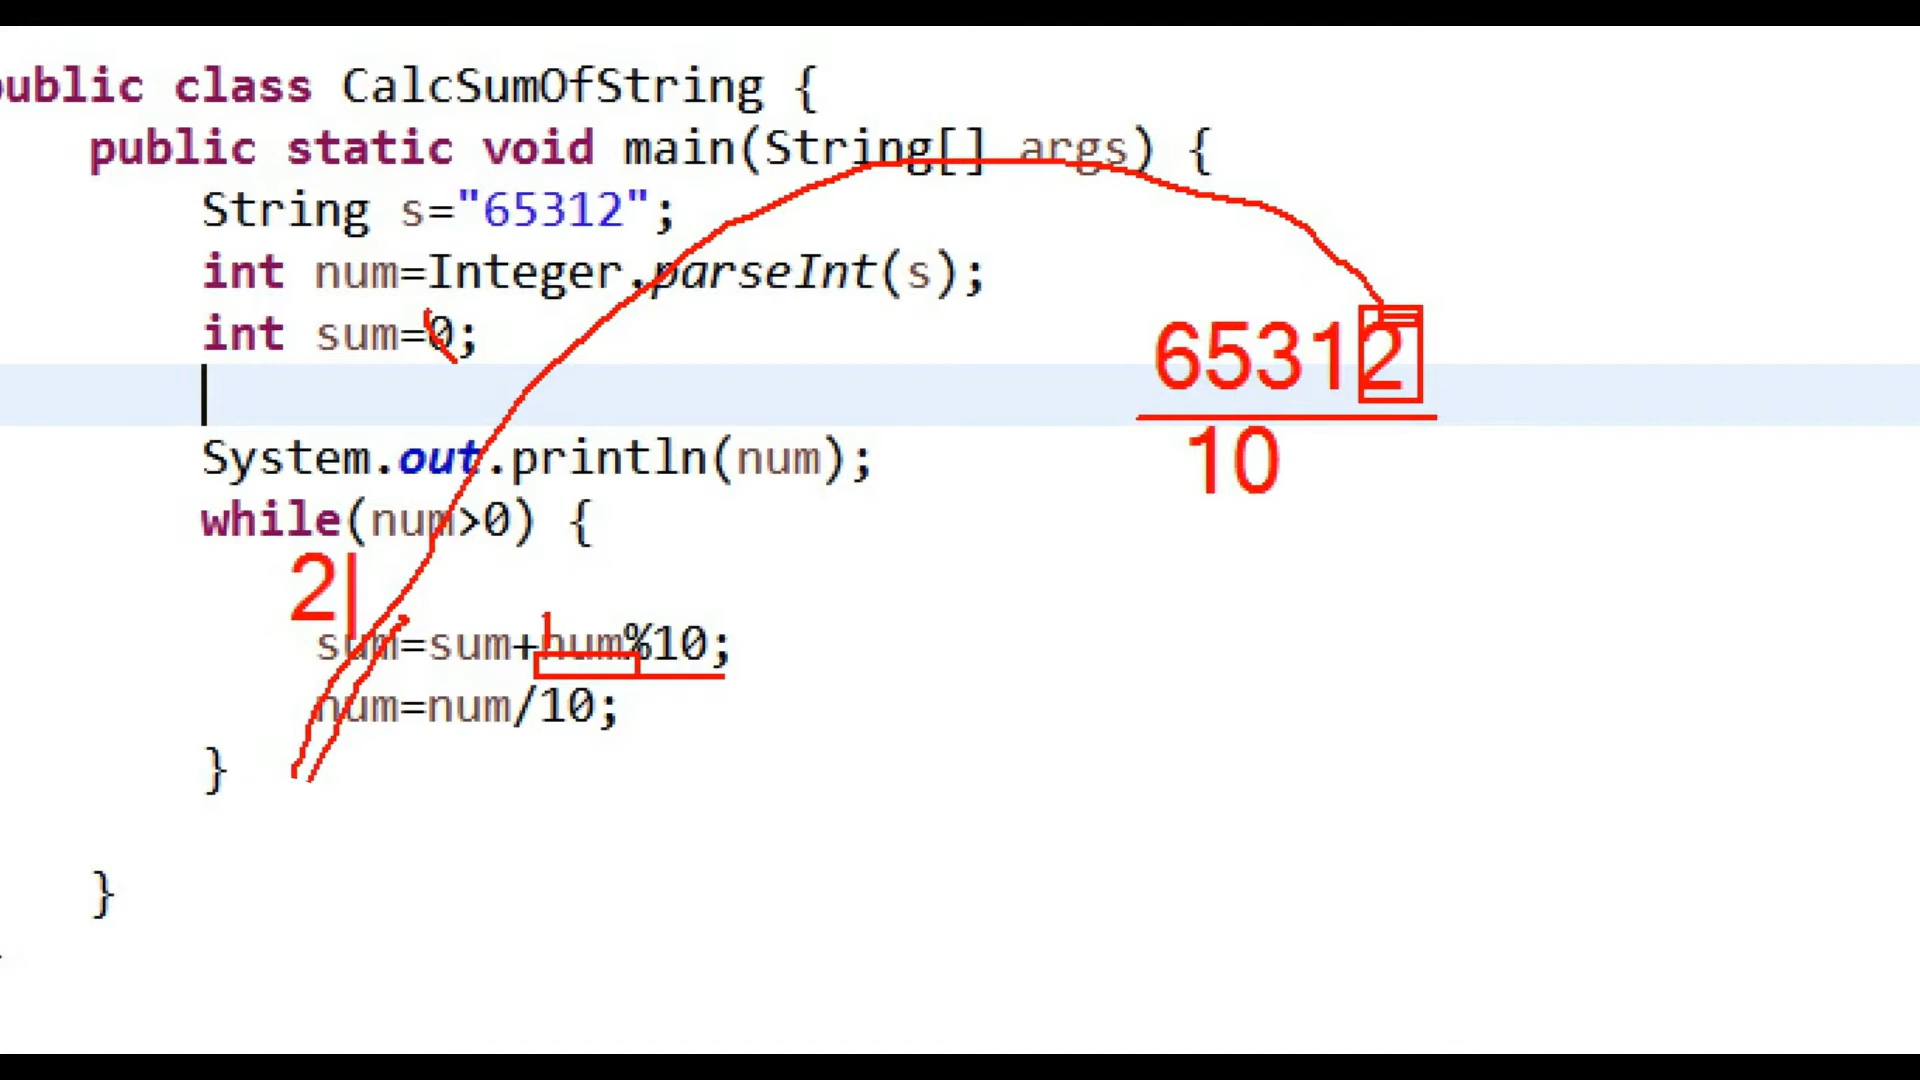 public class CalcSumOfString {
public static void main(String[] args) {
String s="65312";
int num=Integer.parseInt(s);
int sum=0;
65312
10
System.out.println(num);
while(num>0) {
2
sum=sum+num%10;
num=num/10;
}
}